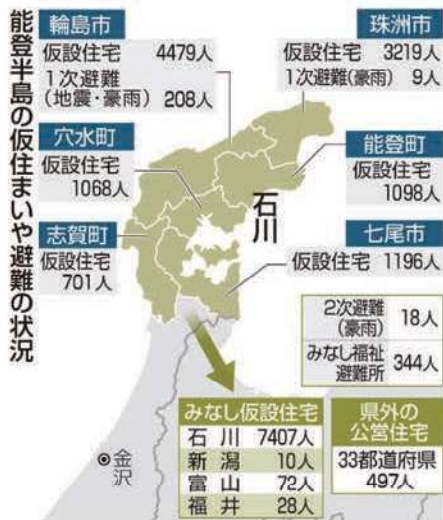 能登半島の仮住まいや避難の状況
輪島市
仮設住宅 4479人
1次避難
(地震・豪雨) 208人
珠洲市
仮設住宅 3219人
1次避難(豪雨) 9人
穴水町
仮設住宅
1068人
能登町
仮設住宅
1098人
石川
志賀町
仮設住宅
701人
七尾市
仮設住宅 1196人
2次避難
(豪雨) 18人
みなし福祉
避難所 344人
みなし仮設住宅
石川 7407人
新潟 10人
富山 72人
福井 28人
県外の
公営住宅
33都道府県
497人
金沢